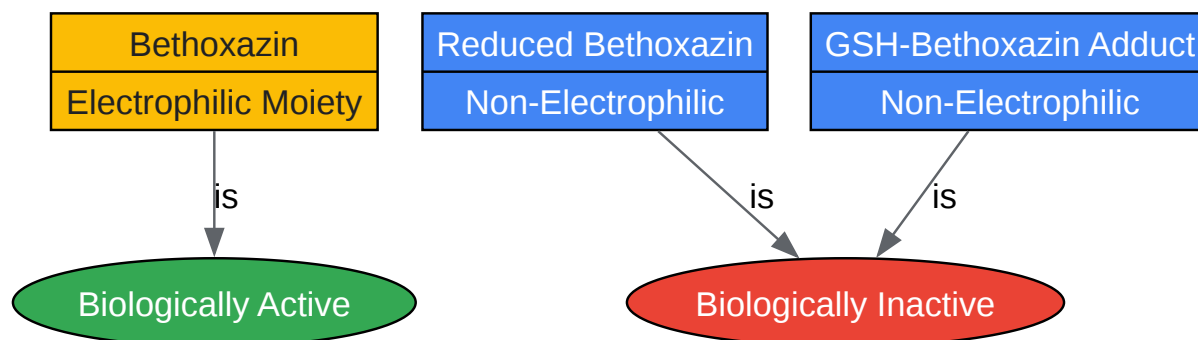 Bethoxazin
Electrophilic Moiety
Reduced Bethoxazin
Non-Electrophilic
GSH-Bethoxazin Adduct
Non-Electrophilic
is
is
is
Biologically Active
Biologically Inactive